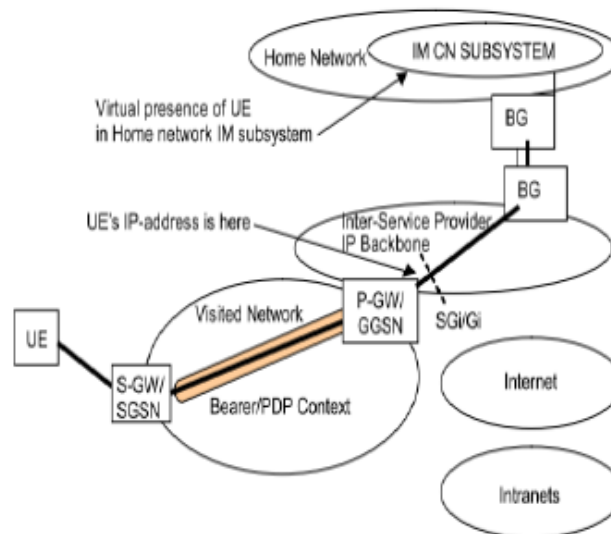 IM CN SUBSYSTEM
Home Network
Virtual presence of UE
in Home network IM subsystem
BG
BG
UE's IP-address is here
Inter-Service Provider
IP Backbone
P-GW/
GGSN
SGi/Gi
Visited Network
UE
S-GW/
SGSN
Bearer/PDP Context
Internet
Intranets